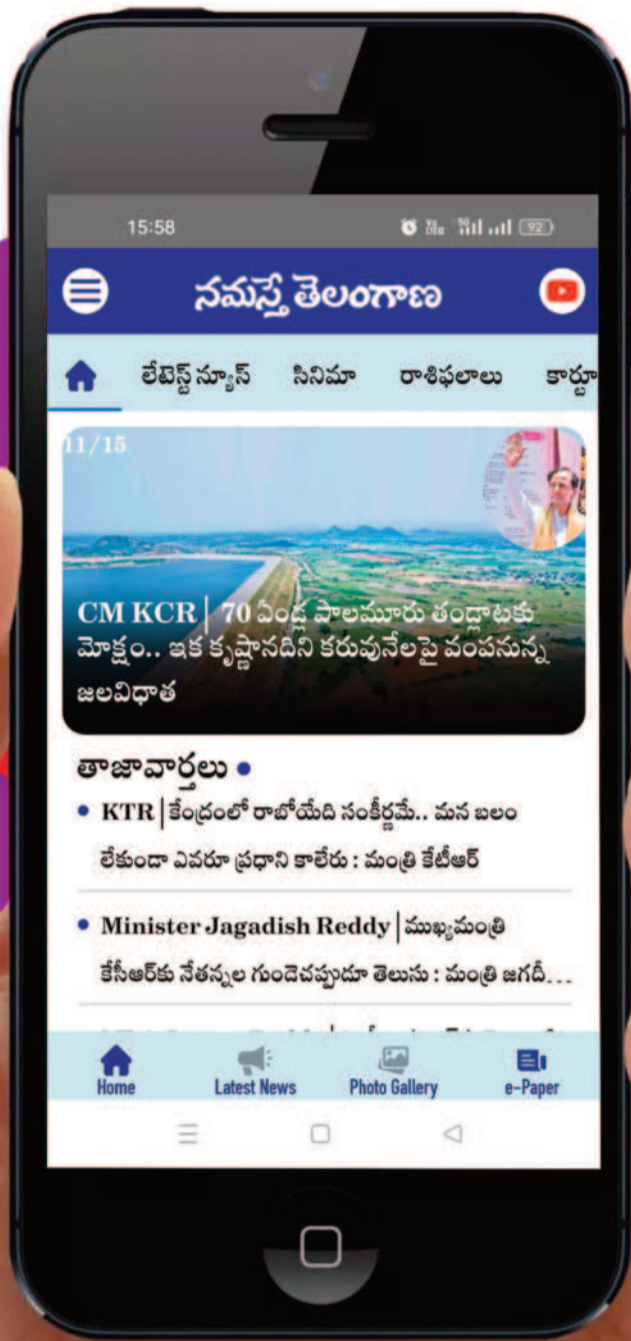 15:58
92
నమస్తే తెలంగాణ
లేటెస్ట్ న్యూస్ సినిమా రాశిఫలాలు కార్టూ
11/15
CM KCR | 70 ఏండ్ల పాలమూరు తండ్లాటకు
మోక్షం.. ఇక కృష్ణానదిని కరువునేలపై వంపనున్న
జలవిధాత
తాజావార్తలు •
• KTR | కేంద్రంలో రాబోయేది సంకీర్ణమే.. మన బలం
లేకుండా ఎవరూ ప్రధాని కాలేరు : మంత్రి కేటీఆర్
• Minister Jagadish Reddy | ముఖ్యమంత్రి
కేసీఆర్‌కు నేతన్నల గుండెచప్పుడూ తెలుసు : మంత్రి జగదీ...
Home Latest News Photo Gallery e-Paper